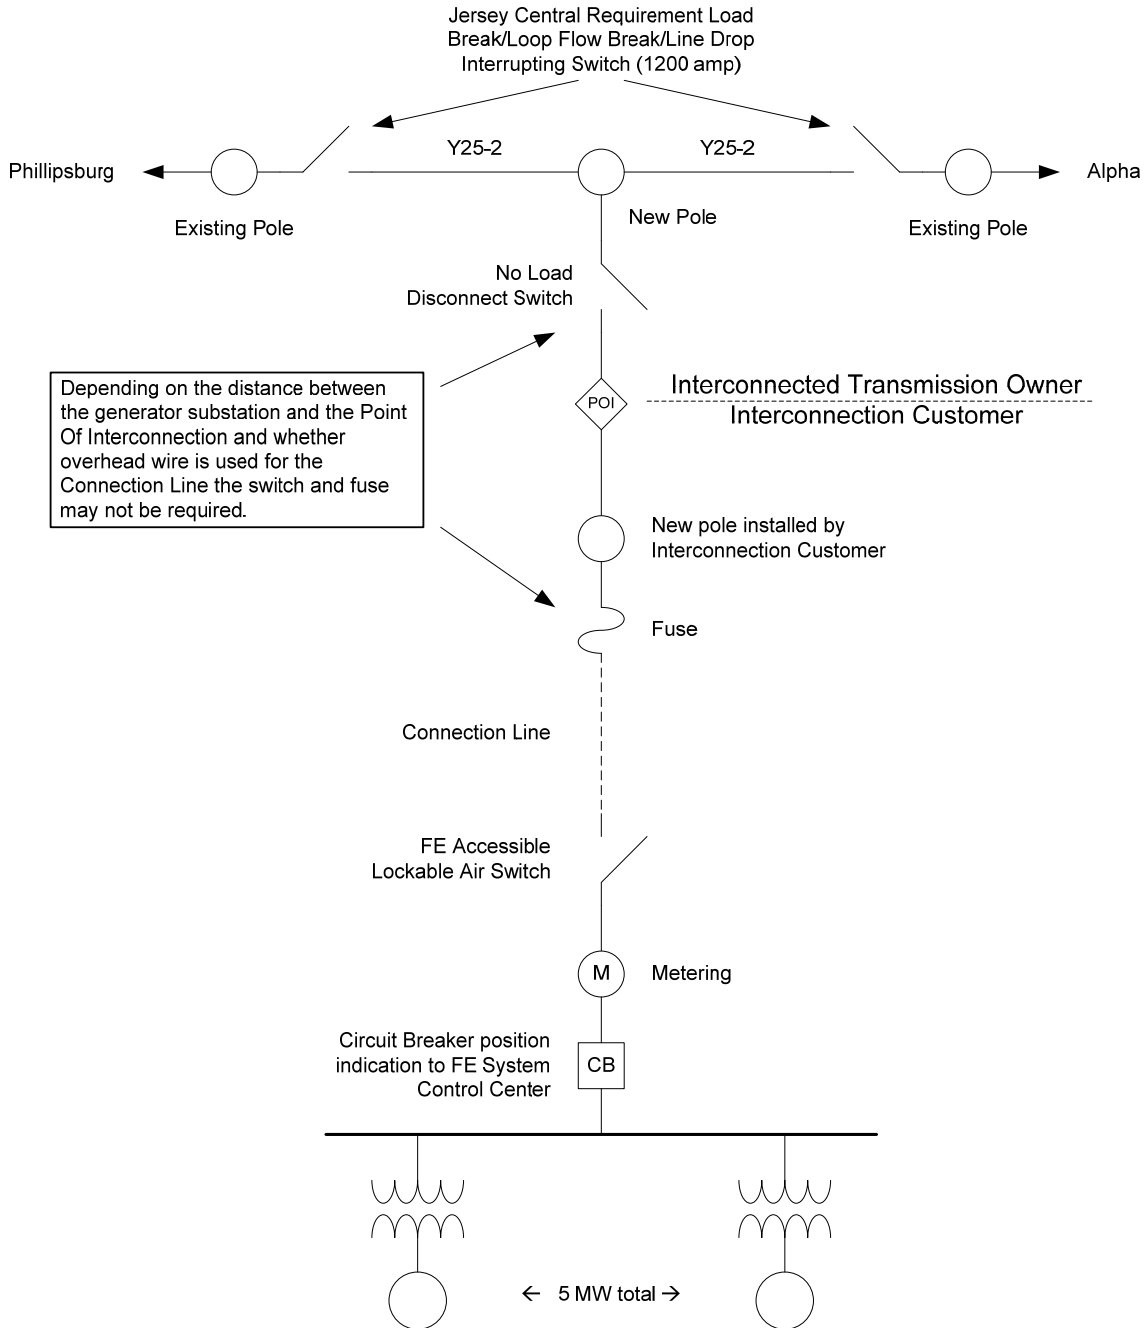 Jersey Central Requirement Load
Break/Loop Flow Break/Line Drop
Interrupting Switch (1200 amp)
Y25-2
Y25-2
Phillipsburg
Alpha
Existing Pole
New Pole
Existing Pole
No Load
Disconnect Switch
Depending on the distance between
the generator substation and the Point
Of Interconnection and whether
overhead wire is used for the
Connection Line the switch and fuse
may not be required.
POI
Interconnected Transmission Owner
Interconnection Customer
New pole installed by
Interconnection Customer
Fuse
Connection Line
FE Accessible
Lockable Air Switch
M
Metering
Circuit Breaker position
indication to FE System
Control Center
CB
← 5 MW total →